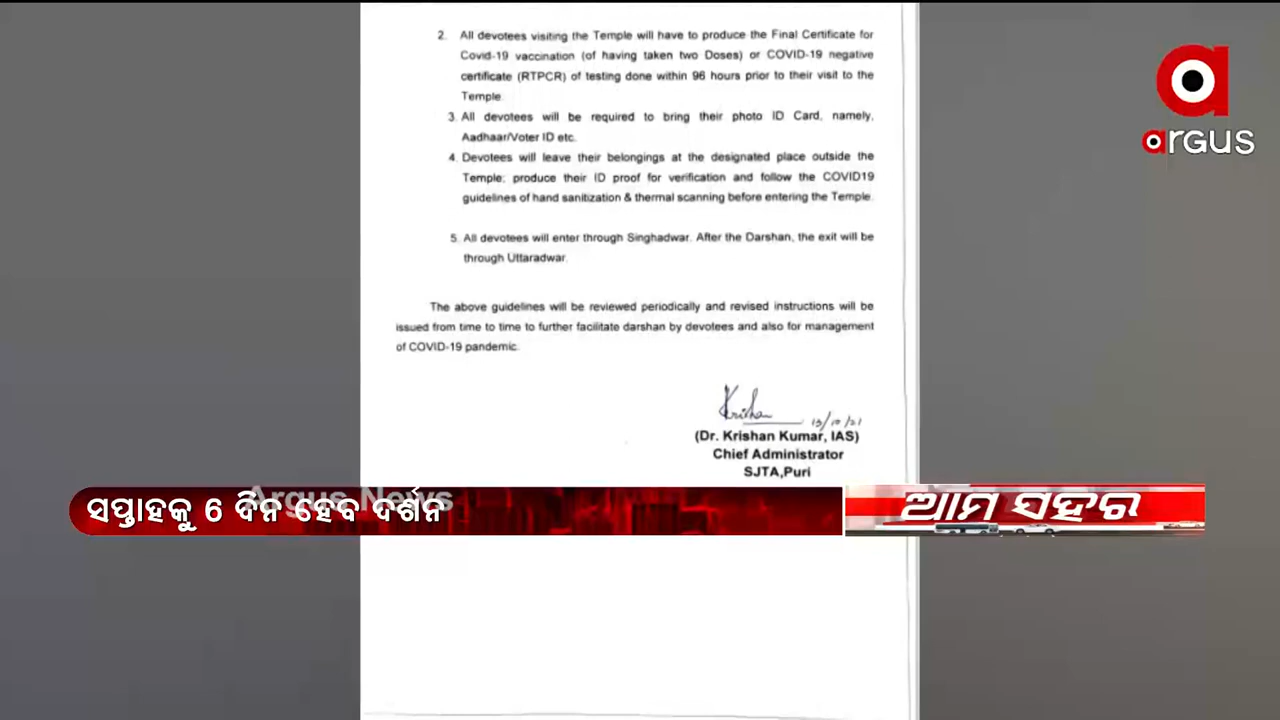 2. All devotees visiting the Temple will have to produce the Final Certificate for
Covid-19 vaccination (of having taken two Doses) or COVID-19 negative
certificate (RTPCR) of testing done within 96 hours prior to their visit to the
Temple.
3. All devotees will be required to bring their photo ID Card, namely,
Aadhaar/Voter ID etc.
4. Devotees will leave their belongings at the designated place outside the
Temple; produce their ID proof for verification and follow the COVID19
guidelines of hand sanitization & thermal scanning before entering the Temple.
5. All devotees will enter through Singhadwar. After the Darshan, the exit will be
through Uttaradwar.
The above guidelines will be reviewed periodically and revised instructions will be
issued from time to time to further facilitate darshan by devotees and also for management
of COVID-19 pandemic.
Krishan
13/10/21
(Dr. Krishan Kumar, IAS)
Chief Administrator
SJTA,Puri
argus
Argus News
ସପ୍ତାହକୁ 6 ଦିନ ହେବ ଦର୍ଶନ
ଆମ ସହର